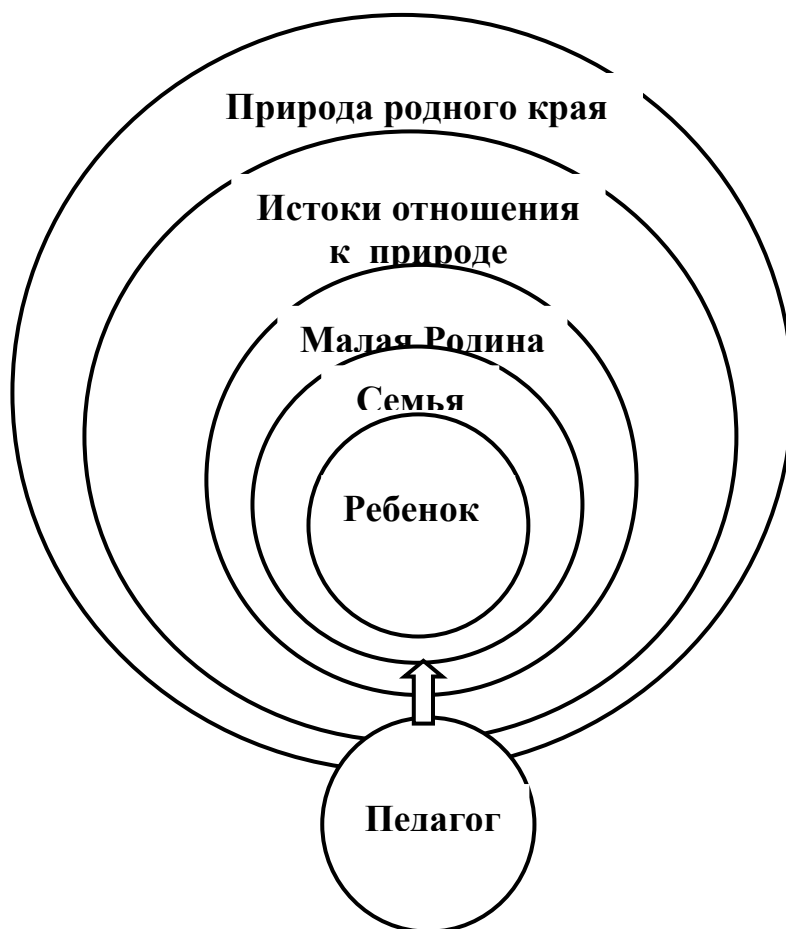 Природа родного края
Истоки отношения
к природе
Малая Родина
Семья
Ребенок
Педагог